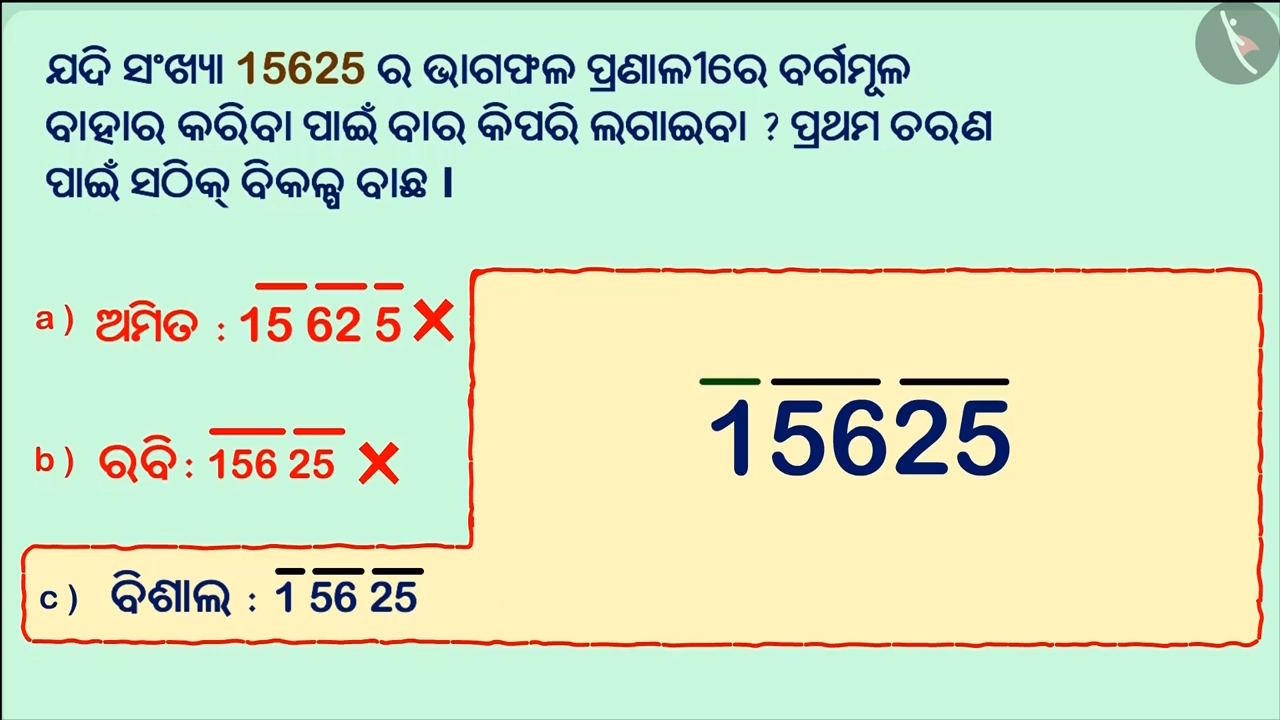 ଯଦି ସଂଖ୍ୟା 15625 ର ଭାଗଫଳ ପ୍ରଣାଳୀରେ ବର୍ଗମୂଳ
ବାହାର କରିବା ପାଇଁ ବାର କିପରି ଲଗାଇବା ? ପ୍ରଥମ ଚରଣ
ପାଇଁ ସଠିକ୍ ବିକଳ୍ପ ବାଛ ।
a) ଅମିତ : 15 62 5 ×
b) ରବି : 156 25 ×
c) ବିଶାଲ : 1 56 25
15625